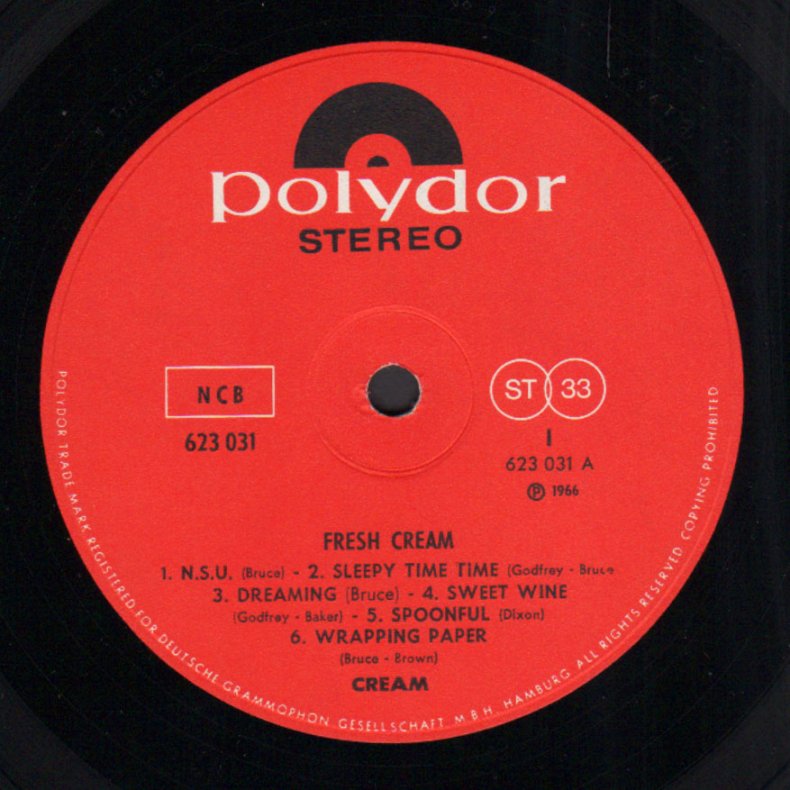 polydor
STEREO
NCB
623 031
ST 33
I
623 031 A
℗ 1966
FRESH CREAM
1. N.S.U. (Bruce) - 2. SLEEPY TIME TIME (Godfrey - Bruce
3. DREAMING (Bruce) - 4. SWEET WINE
(Godfrey - Baker) - 5. SPOONFUL (Dixon)
6. WRAPPING PAPER
(Bruce - Brown)
CREAM
POLYDOR TRADE MARK REGISTERED FOR DEUTSCHE GRAMMOPHON GESELLSCHAFT M B H. HAMBURG ALL RIGHTS RESERVED COPYING PROHIBITED